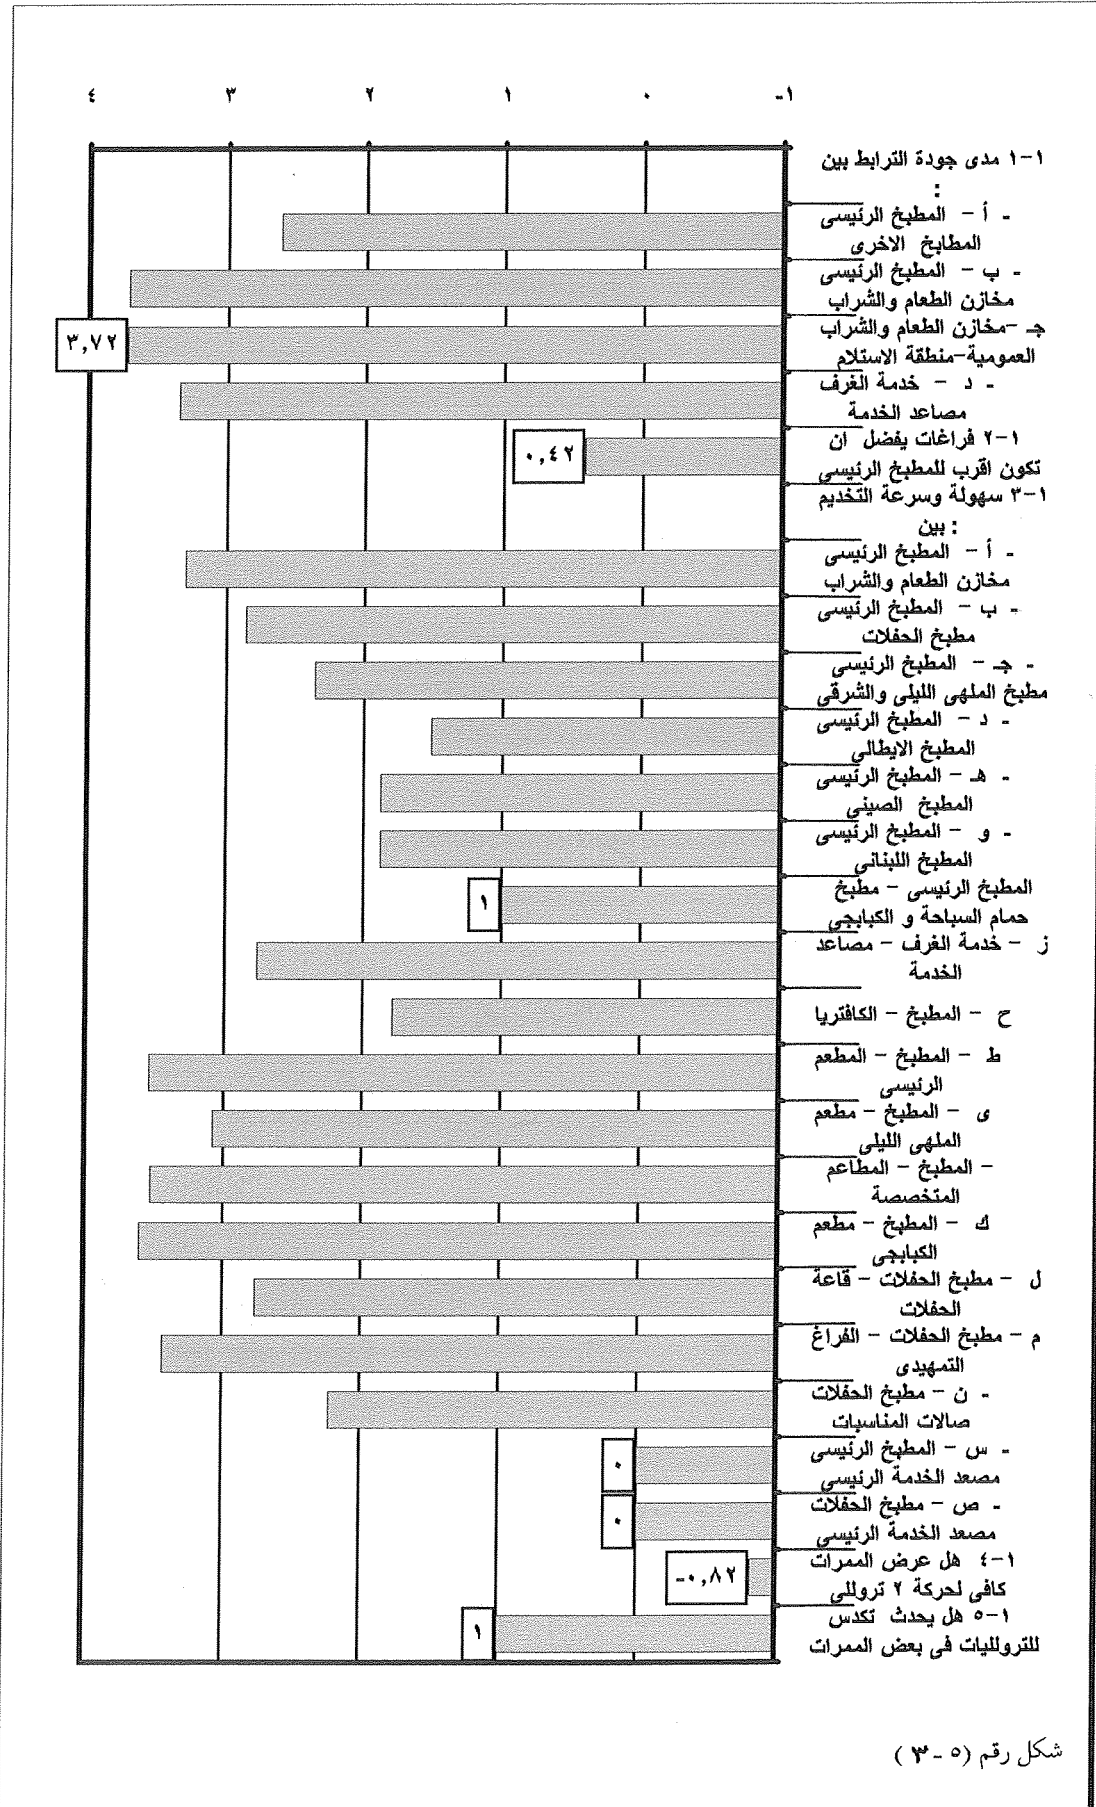 ٤ ٣ ٢ ١ ٠ -١
١-١ مدى جودة الترابط بين
:
أ - المطبخ الرئيسى -
المطابخ الاخرى
ب - المطبخ الرئيسى -
مخازن الطعام والشراب
جـ -مخازن الطعام والشراب
العمومية-منطقة الاستلام
٣,٧٢
د - خدمة الغرف -
مصاعد الخدمة
١-٢ فراغات يفضل ان
تكون اقرب للمطبخ الرئيسى
٠,٤٢
١-٣ سهولة وسرعة التخديم
بين :
أ - المطبخ الرئيسى -
مخازن الطعام والشراب
ب - المطبخ الرئيسى -
مطبخ الحفلات
جـ - المطبخ الرئيسى -
مطبخ الملهى الليلى والشرقى
د - المطبخ الرئيسى -
المطبخ الايطالى
هـ - المطبخ الرئيسى -
المطبخ الصينى
و - المطبخ الرئيسى -
المطبخ اللبنانى
المطبخ الرئيسى - مطبخ
حمام السباحة و الكبابجى
١
ز - خدمة الغرف - مصاعد
الخدمة
ح - المطبخ - الكافتريا
ط - المطبخ - المطعم
الرئيسى
ى - المطبخ - مطعم
الملهى الليلى
- المطبخ - المطاعم
المتخصصة
ك - المطبخ - مطعم
الكبابجى
ل - مطبخ الحفلات - قاعة
الحفلات
م - مطبخ الحفلات - الفراغ
التمهيدى
ن - مطبخ الحفلات -
صالات المناسبات
س - المطبخ الرئيسى -
مصعد الخدمة الرئيسى
٠
ص - مطبخ الحفلات -
مصعد الخدمة الرئيسى
٠
١-٤ هل عرض الممرات
كافى لحركة ٢ تروللى
-٠,٨٢
١-٥ هل يحدث تكدس
للتروللیات فى بعض الممرات
١
شكل رقم (٥-٣)